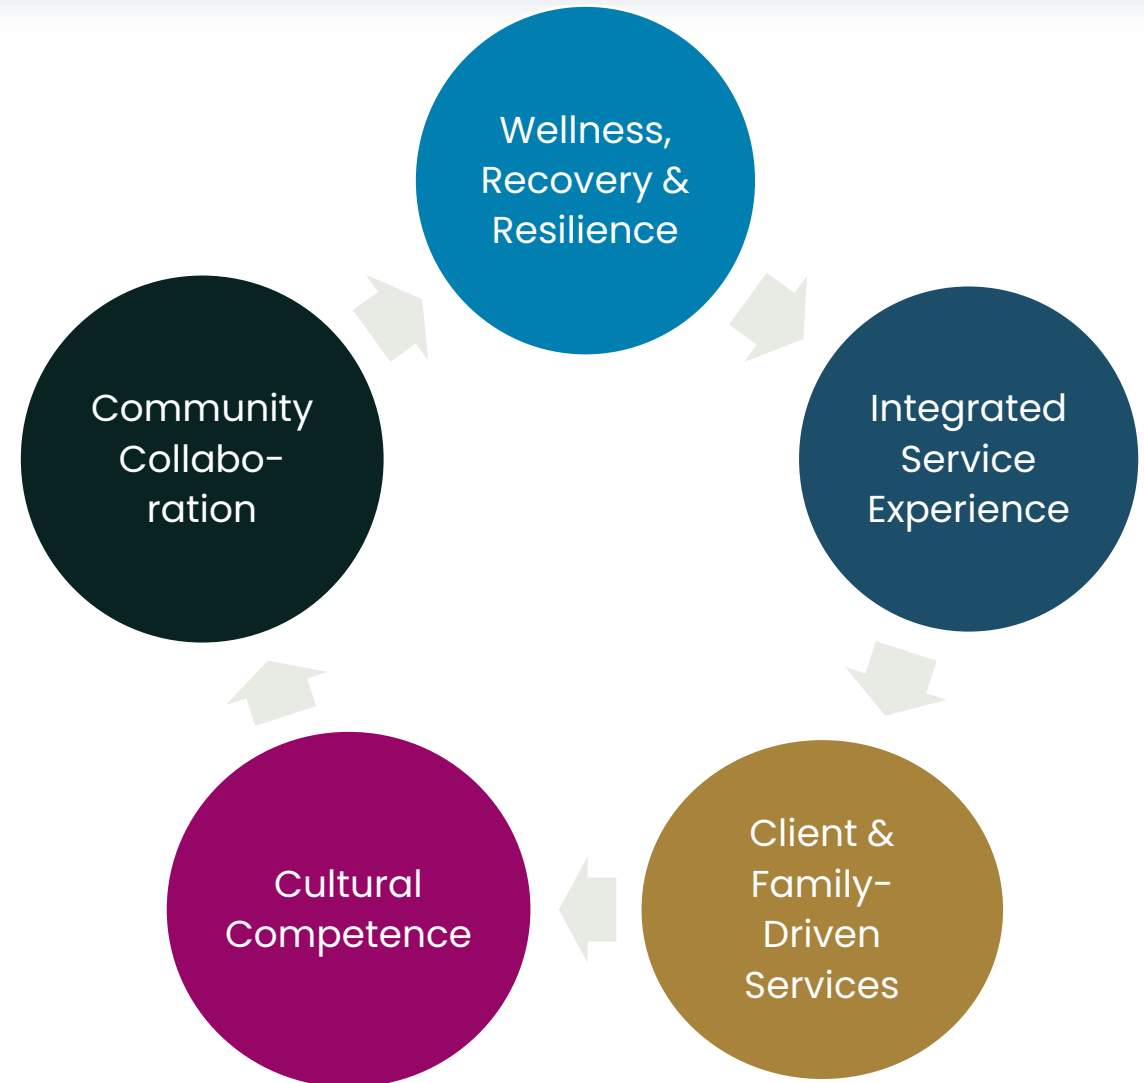 Wellness,
Recovery &
Resilience
Integrated
Service
Experience
Client &
Family-
Driven
Services
Cultural
Competence
Community
Collabo-
ration